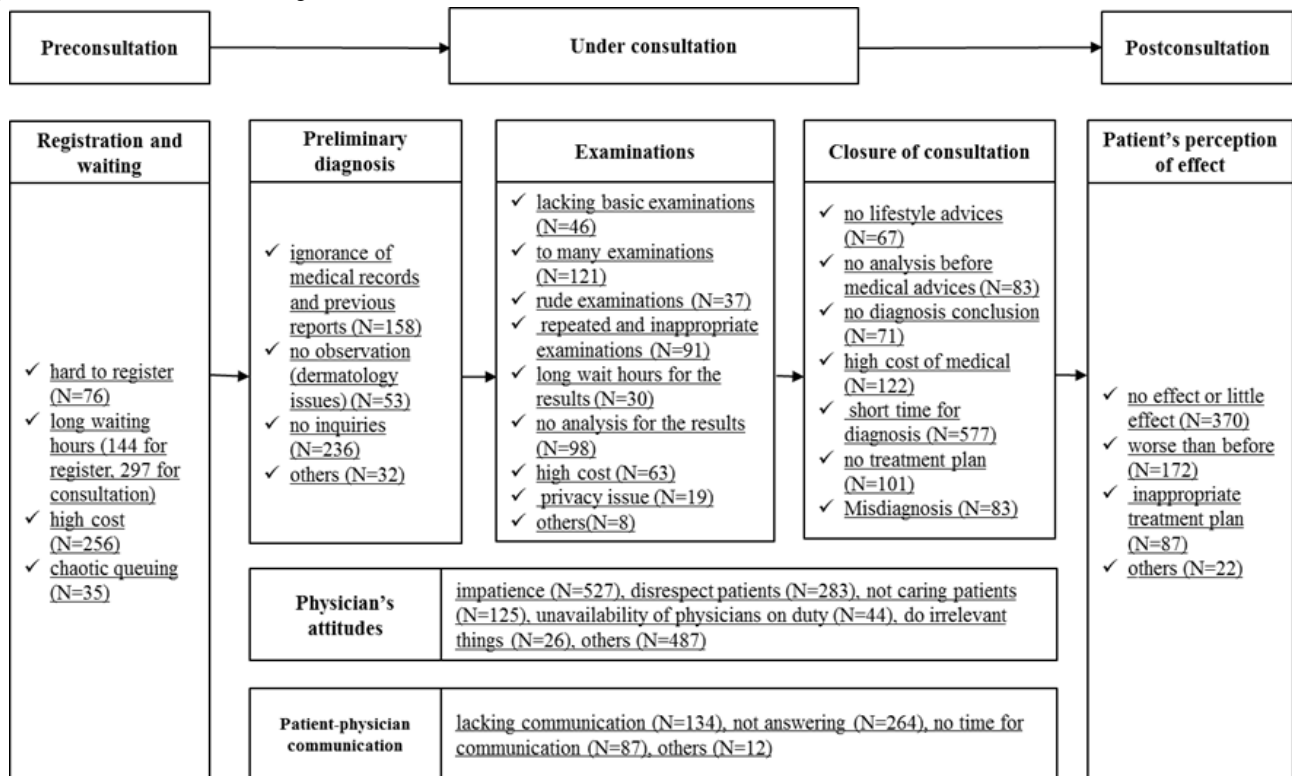 Preconsultation
Under consultation
Postconsultation
Registration and
waiting
✓ hard to register
(N=76)
✓ long waiting
hours (144 for
register, 297 for
consultation)
✓ high cost
(N=256)
✓ chaotic queuing
(N=35)
Preliminary
diagnosis
✓ ignorance of
medical records
and previous
reports (N=158)
✓ no observation
(dermatology
issues) (N=53)
✓ no inquiries
(N=236)
✓ others (N=32)
Examinations
✓ lacking basic examinations
(N=46)
✓ to many examinations
(N=121)
✓ rude examinations (N=37)
✓ repeated and inappropriate
examinations (N=91)
✓ long wait hours for the
results (N=30)
✓ no analysis for the results
(N=98)
✓ high cost (N=63)
✓ privacy issue (N=19)
✓ others(N=8)
Closure of consultation
✓ no lifestyle advices
(N=67)
✓ no analysis before
medical advices (N=83)
✓ no diagnosis conclusion
(N=71)
✓ high cost of medical
(N=122)
✓ short time for
diagnosis (N=577)
✓ no treatment plan
(N=101)
✓ Misdiagnosis (N=83)
Patient's perception
of effect
✓ no effect or little
effect (N=370)
✓ worse than before
(N=172)
✓ inappropriate
treatment plan
(N=87)
✓ others (N=22)
Physician's
attitudes
impatience (N=527), disrespect patients (N=283), not caring patients
(N=125), unavailability of physicians on duty (N=44), do irrelevant
things (N=26), others (N=487)
Patient-physician
communication
lacking communication (N=134), not answering (N=264), no time for
communication (N=87), others (N=12)